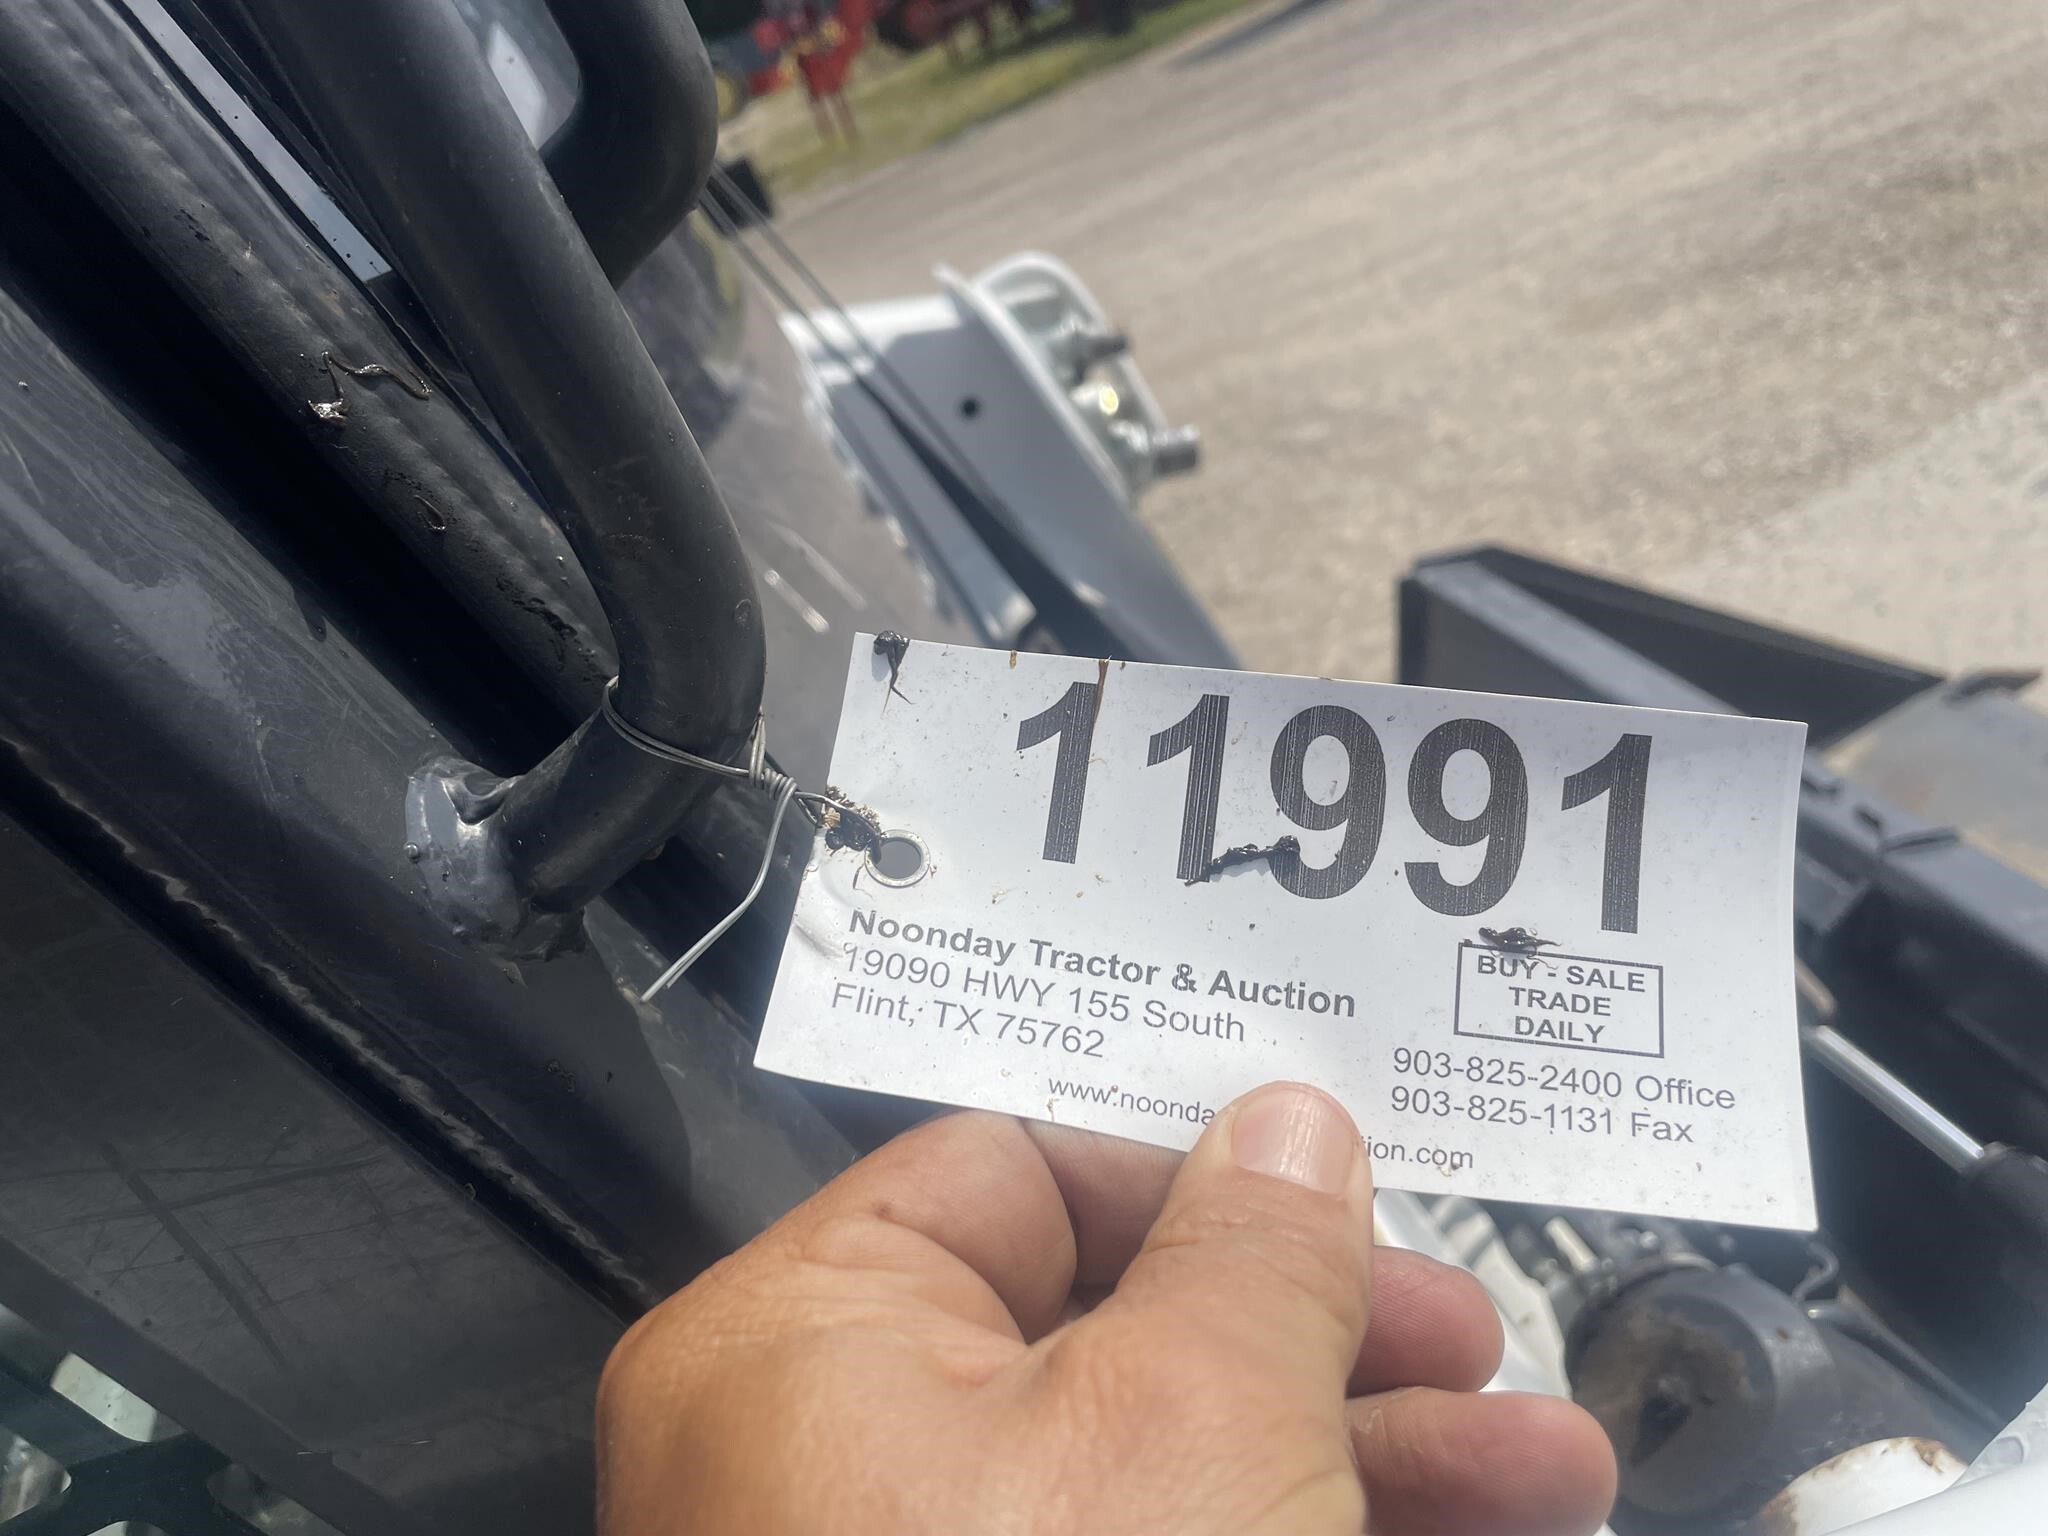 11991
Noonday Tractor & Auction
19090 HWY 155 South
Flint, TX 75762
BUY - SALE
TRADE
DAILY
903-825-2400 Office
903-825-1131 Fax